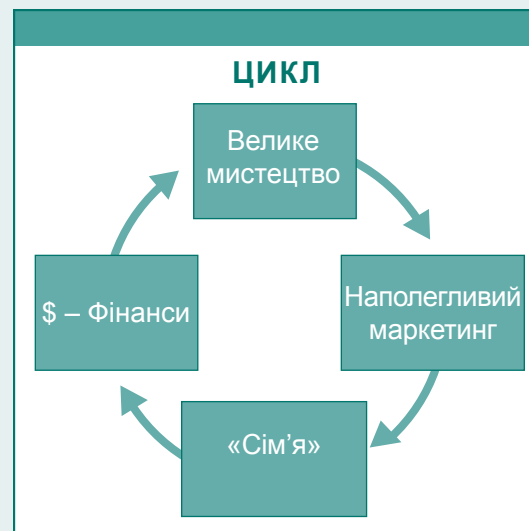 ЦИКЛ
Велике
мистецтво
Наполегливий
маркетинг
«Сім’я»
$ – Фінанси